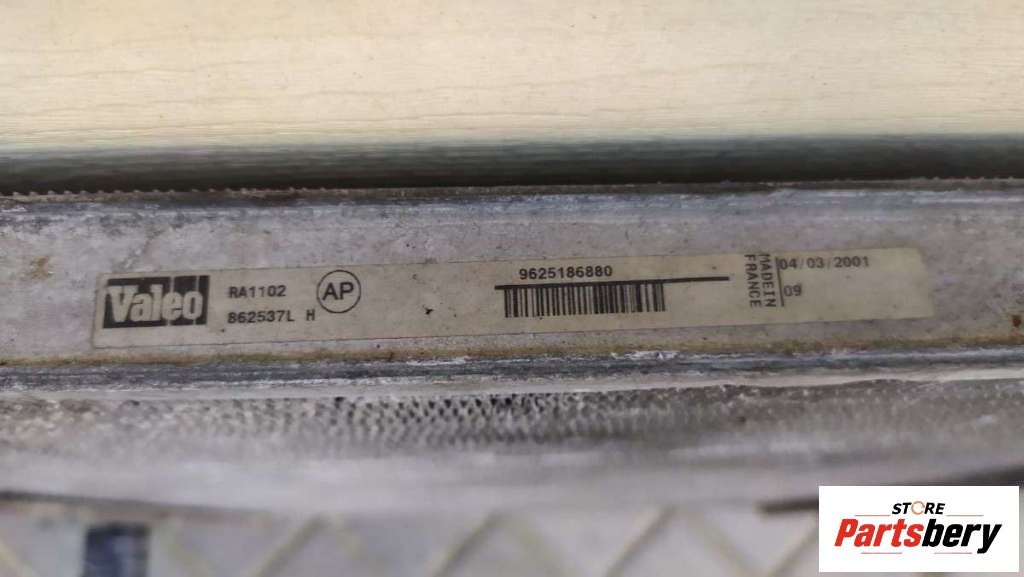 Valeo
RA1102
862537L H
AP
9625186880
MADE IN
FRANCE
04/03/2001
09
STORE
Partsbery